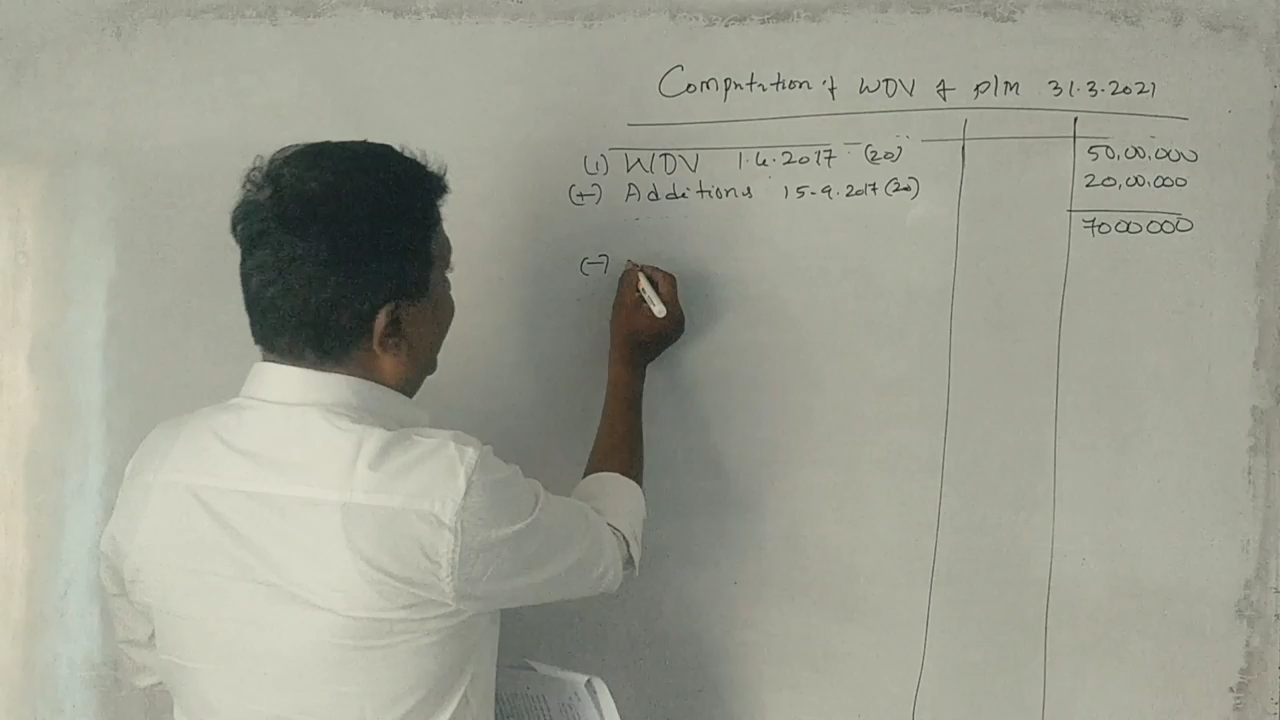 Computation of WDV of P/M 31.3.2021
(1) WDV 1.4.2017 (20) 50,00,000
(+) Additions 15-9-2017 (20) 20,00,000
7000000
(-)